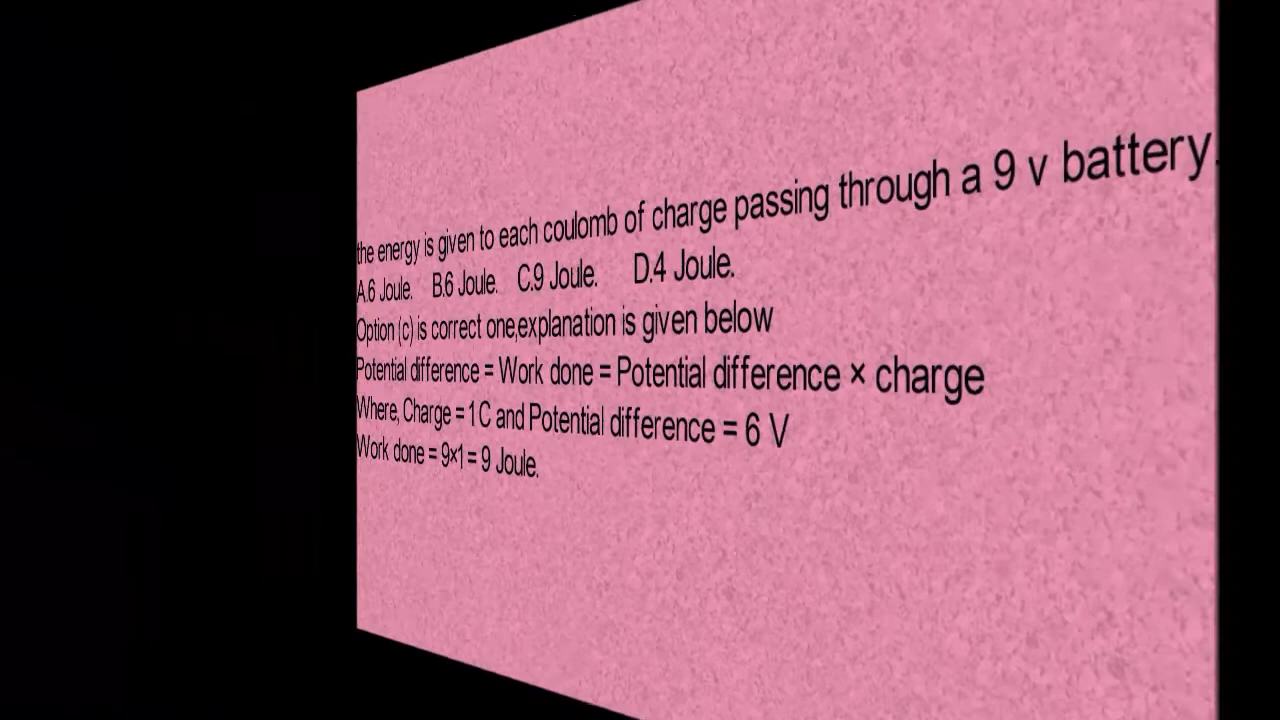 the energy is given to each coulomb of charge passing through a 9 v battery.
A.6 Joule. B.6 Joule. C.9 Joule. D.4 Joule.
Option (c) is correct one,explanation is given below
Potential difference = Work done = Potential difference × charge
Where, Charge = 1 C and Potential difference = 6 V
Work done = 9×1 = 9 Joule.